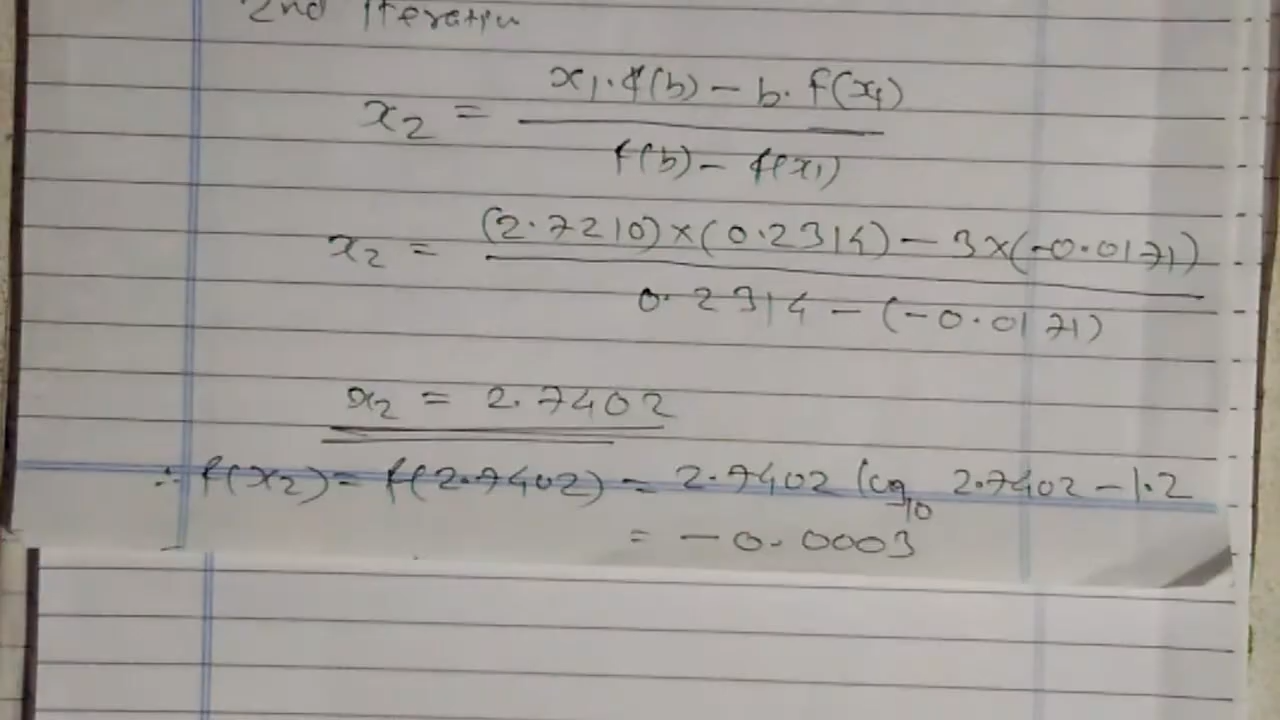 2nd Iteration
x₂ = x₁.f(b) - b. f(x₁) / f(b) - f(x₁)
x₂ = (2.7210)×(0.2314) - 3×(-0.0171) / 0.2314 - (-0.0171)
x₂ = 2.7402
∴ f(x₂) = f(2.7402) = 2.7402 log₁₀ 2.7402 - 1.2
= -0.0003